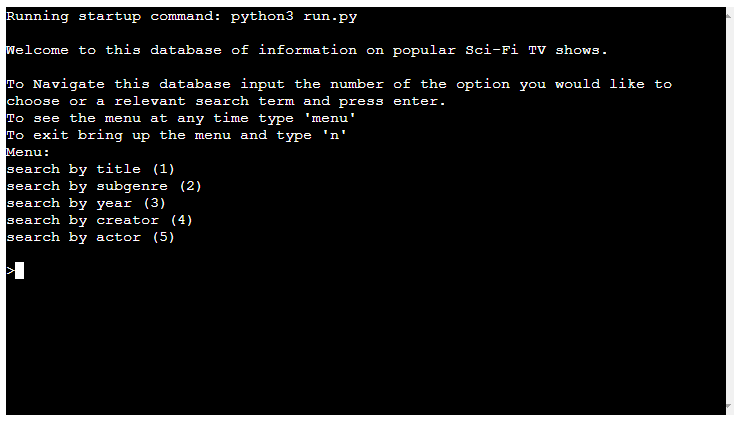 Running startup command: python3 run.py
Welcome to this database of information on popular Sci-Fi TV shows.
To Navigate this database input the number of the option you would like to
choose or a relevant search term and press enter.
To see the menu at any time type 'menu'
To exit bring up the menu and type 'n'
Menu:
search by title (1)
search by subgenre (2)
search by year (3)
search by creator (4)
search by actor (5)
>